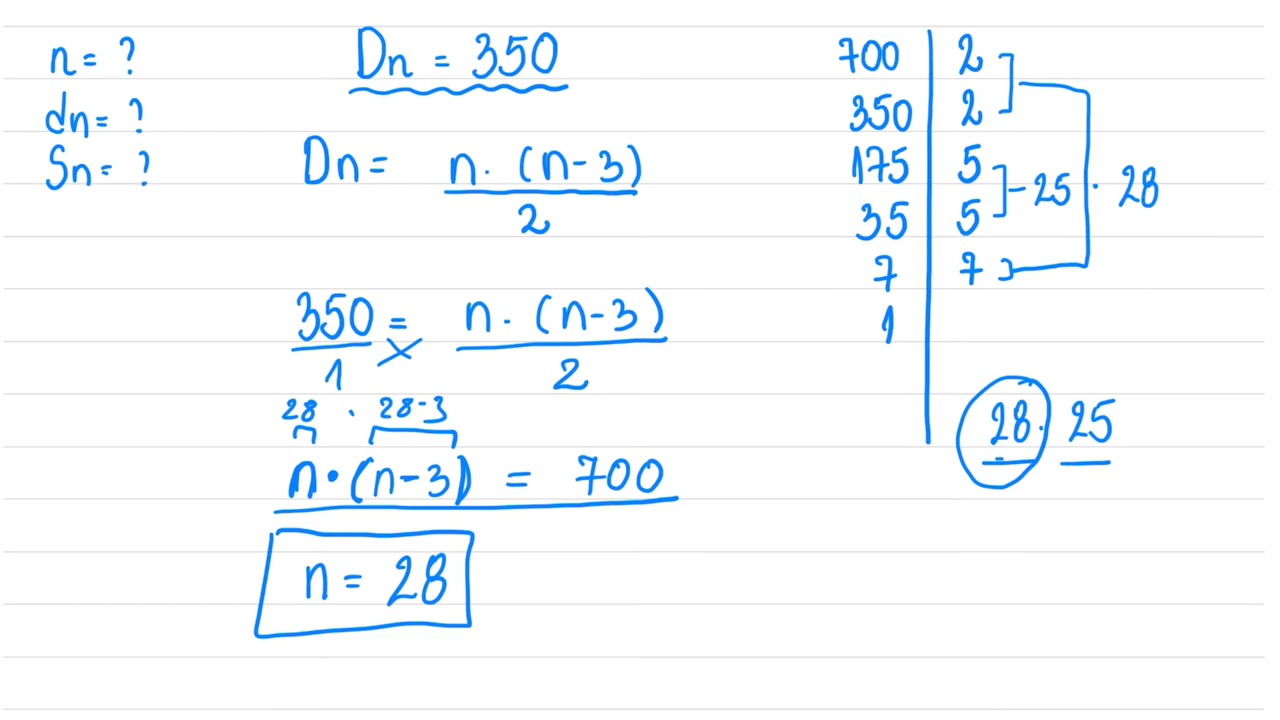 n = ?
dn = ?
Sn = ?
Dn = 350
Dn = n · (n - 3)
2
350 = n · (n - 3)
1 2
28 · 28 - 3
n · (n - 3) = 700
n = 28
700 | 2
350 | 2
175 | 5
35 | 5
7 | 7
1
- 25 · 28
28 · 25